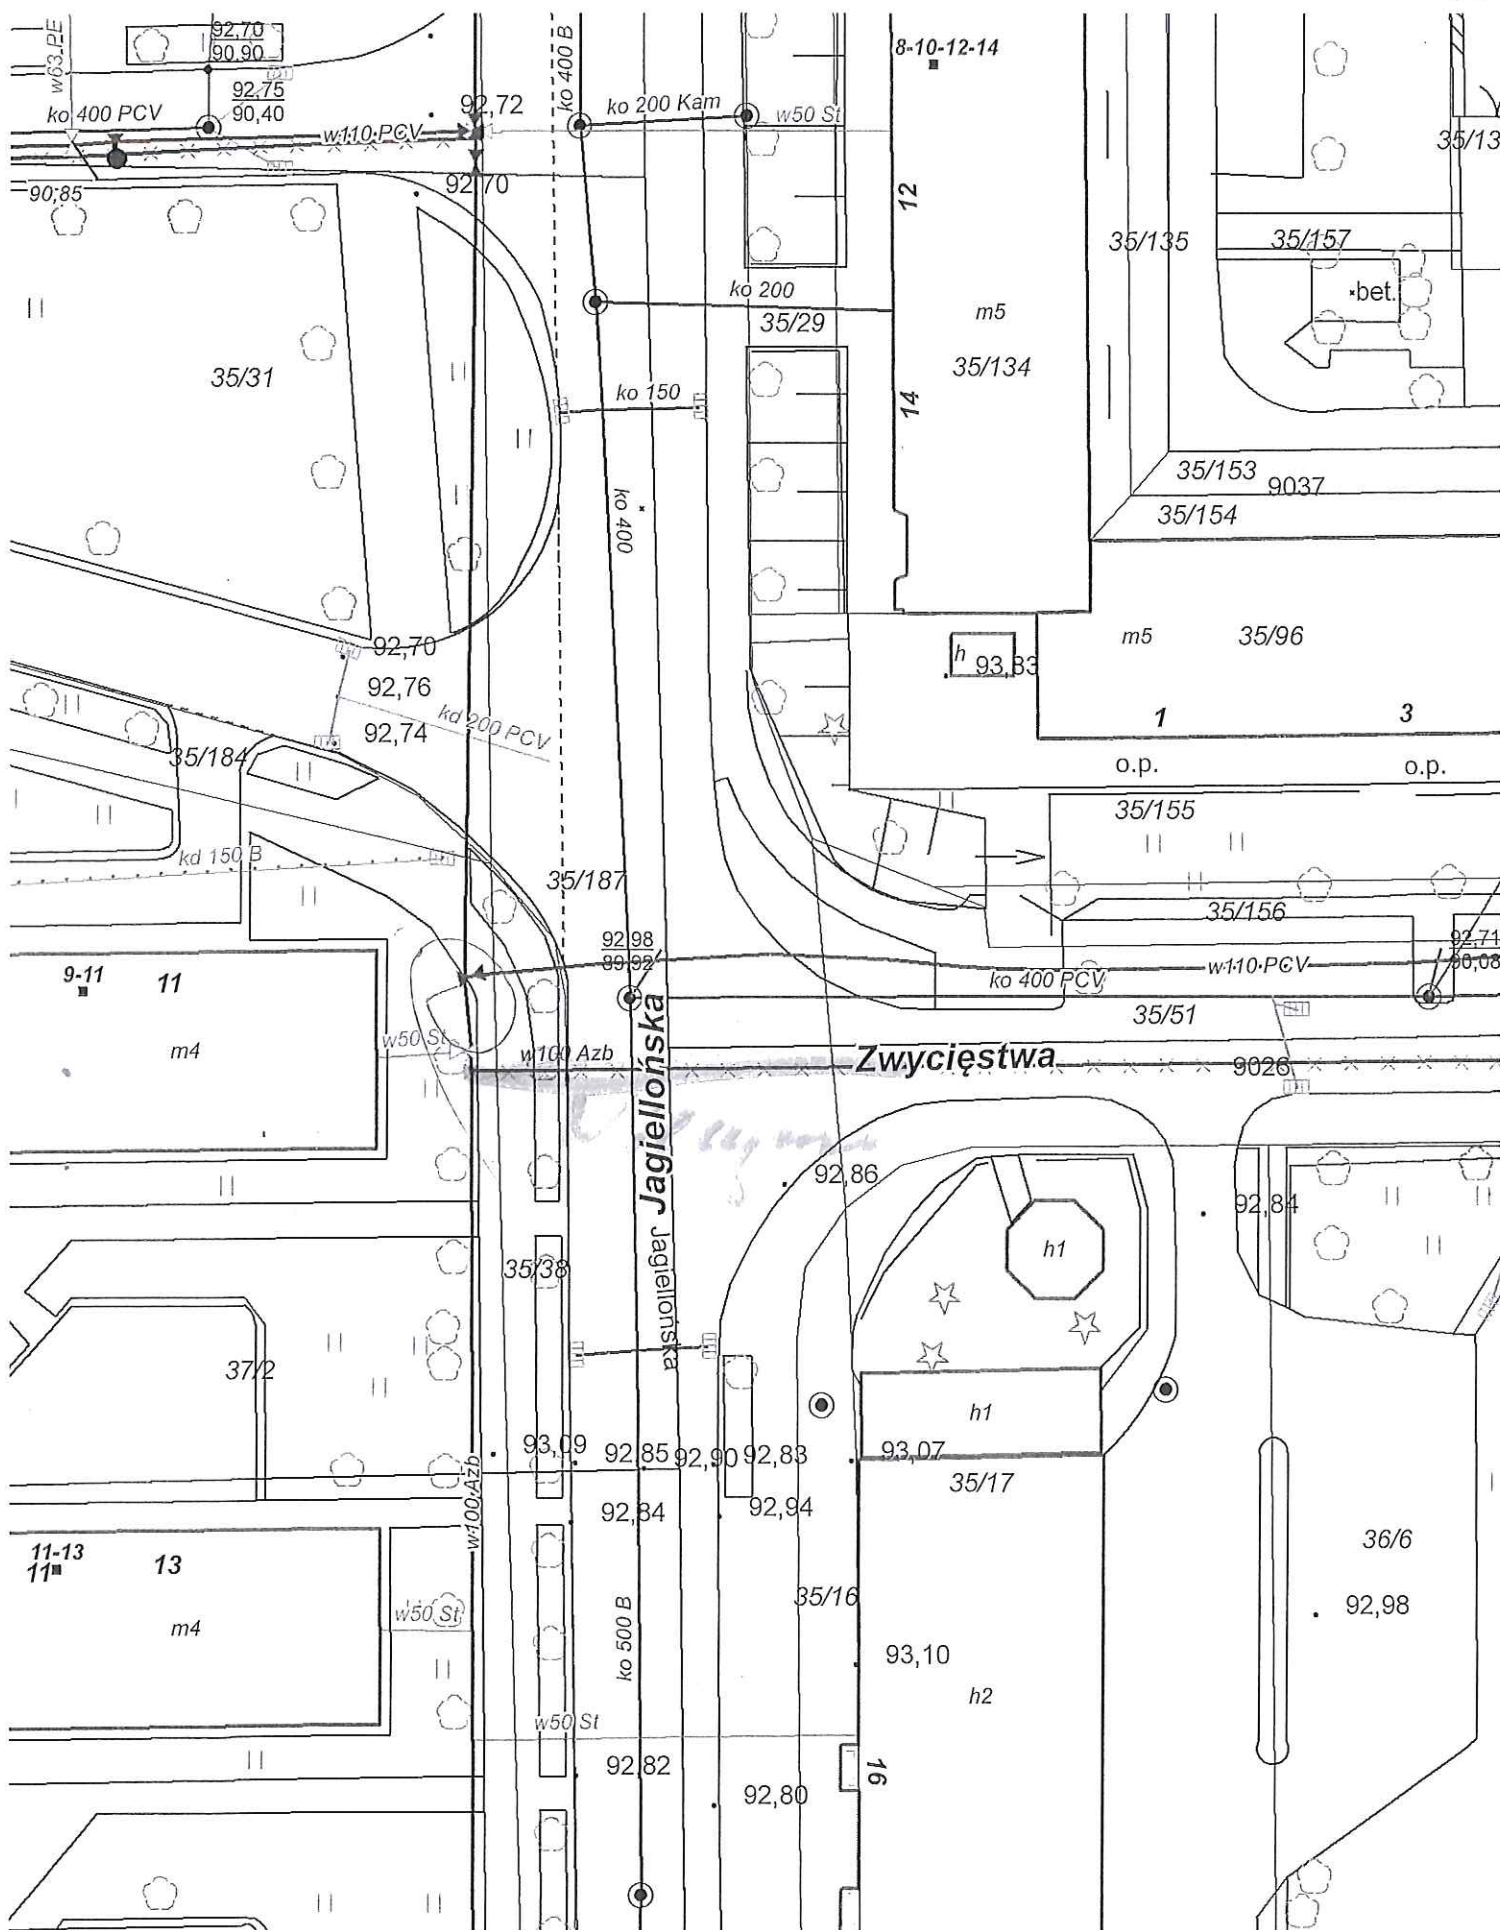 w63 PE
92,70
90,90
ko 400 B
8-10-12-14
92,75
90,40
ko 400 PCV
92,72
ko 200 Kam
w50 St
w110 PCV
35/13
90,85
92,70
12
35/135
35/157
ko 200
bet.
35/29
m5
35/31
35/134
ko 150
14
35/153
9037
ko 400
35/154
m5
35/96
h
93,83
92,70
92,76
kd 200 PCV
92,74
1
3
35/184
o.p.
o.p.
35/155
kd 150 B
35/187
35/156
92,98
89,92
92,71
90,08
9-11
11
w110 PCV
ko 400 PCV
35/51
w50 St
m4
w100 Azb
Jagiellońska
Zwycięstwa
9026
92,86
92,84
h1
35/38
Jagiellońska
37/2
h1
93,09
92,85
92,90
92,83
93,07
35/17
w100 Azb
92,84
92,94
11-13
11
13
36/6
35/16
92,98
w50 St
m4
ko 500 B
93,10
h2
w50 St
92,82
92,80
16